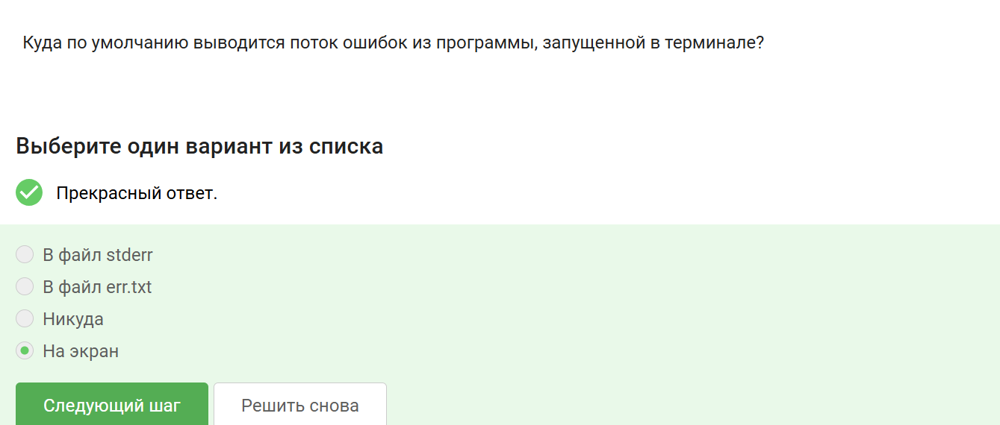 Куда по умолчанию выводится поток ошибок из программы, запущенной в терминале?
Выберите один вариант из списка
Прекрасный ответ.
В файл stderr
В файл err.txt
Никуда
На экран
Следующий шаг
Решить снова